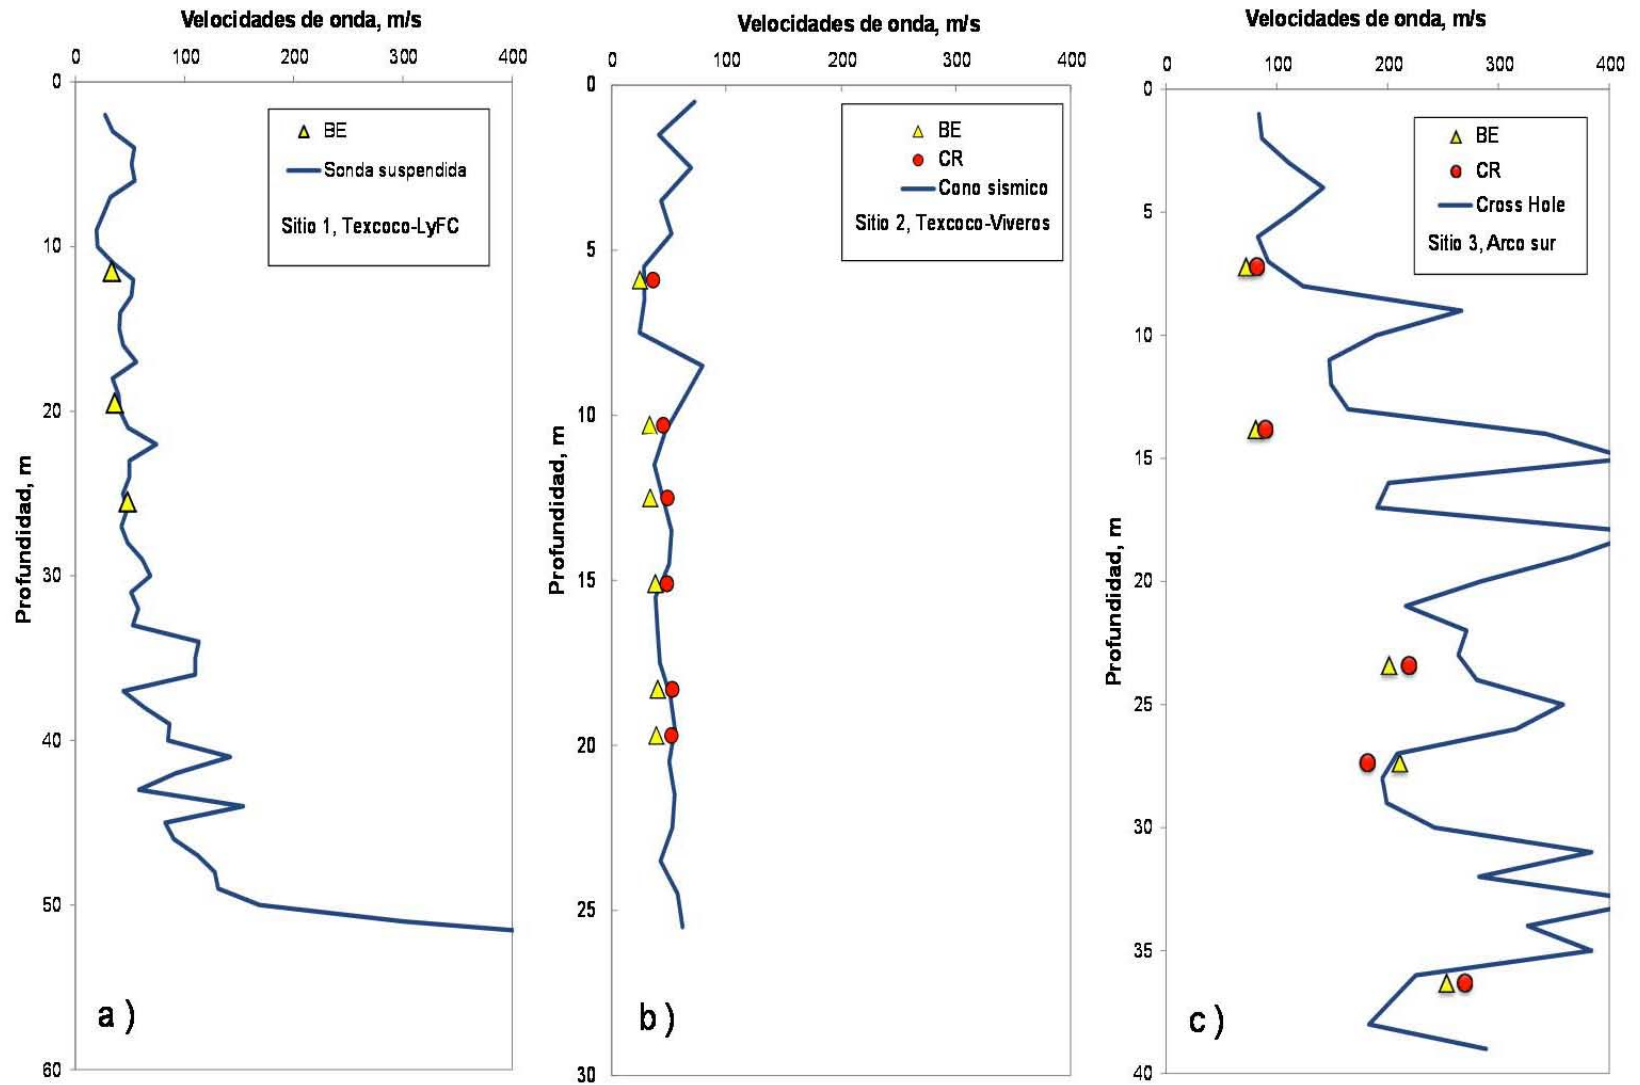 Velocidades de onda, m/s
0 100 200 300 400
0
10
20
30
40
50
60
Profundidad, m
BE
Sonda suspendida
Sitio 1, Texcoco-LyFC
a )
Velocidades de onda, m/s
0 100 200 300 400
0
5
10
15
20
25
30
Profundidad, m
BE
CR
Cono sísmico
Sitio 2, Texcoco-Viveros
b )
Velocidades de onda, m/s
0 100 200 300 400
0
5
10
15
20
25
30
35
40
Profundidad, m
BE
CR
Cross Hole
Sitio 3, Arco sur
c )